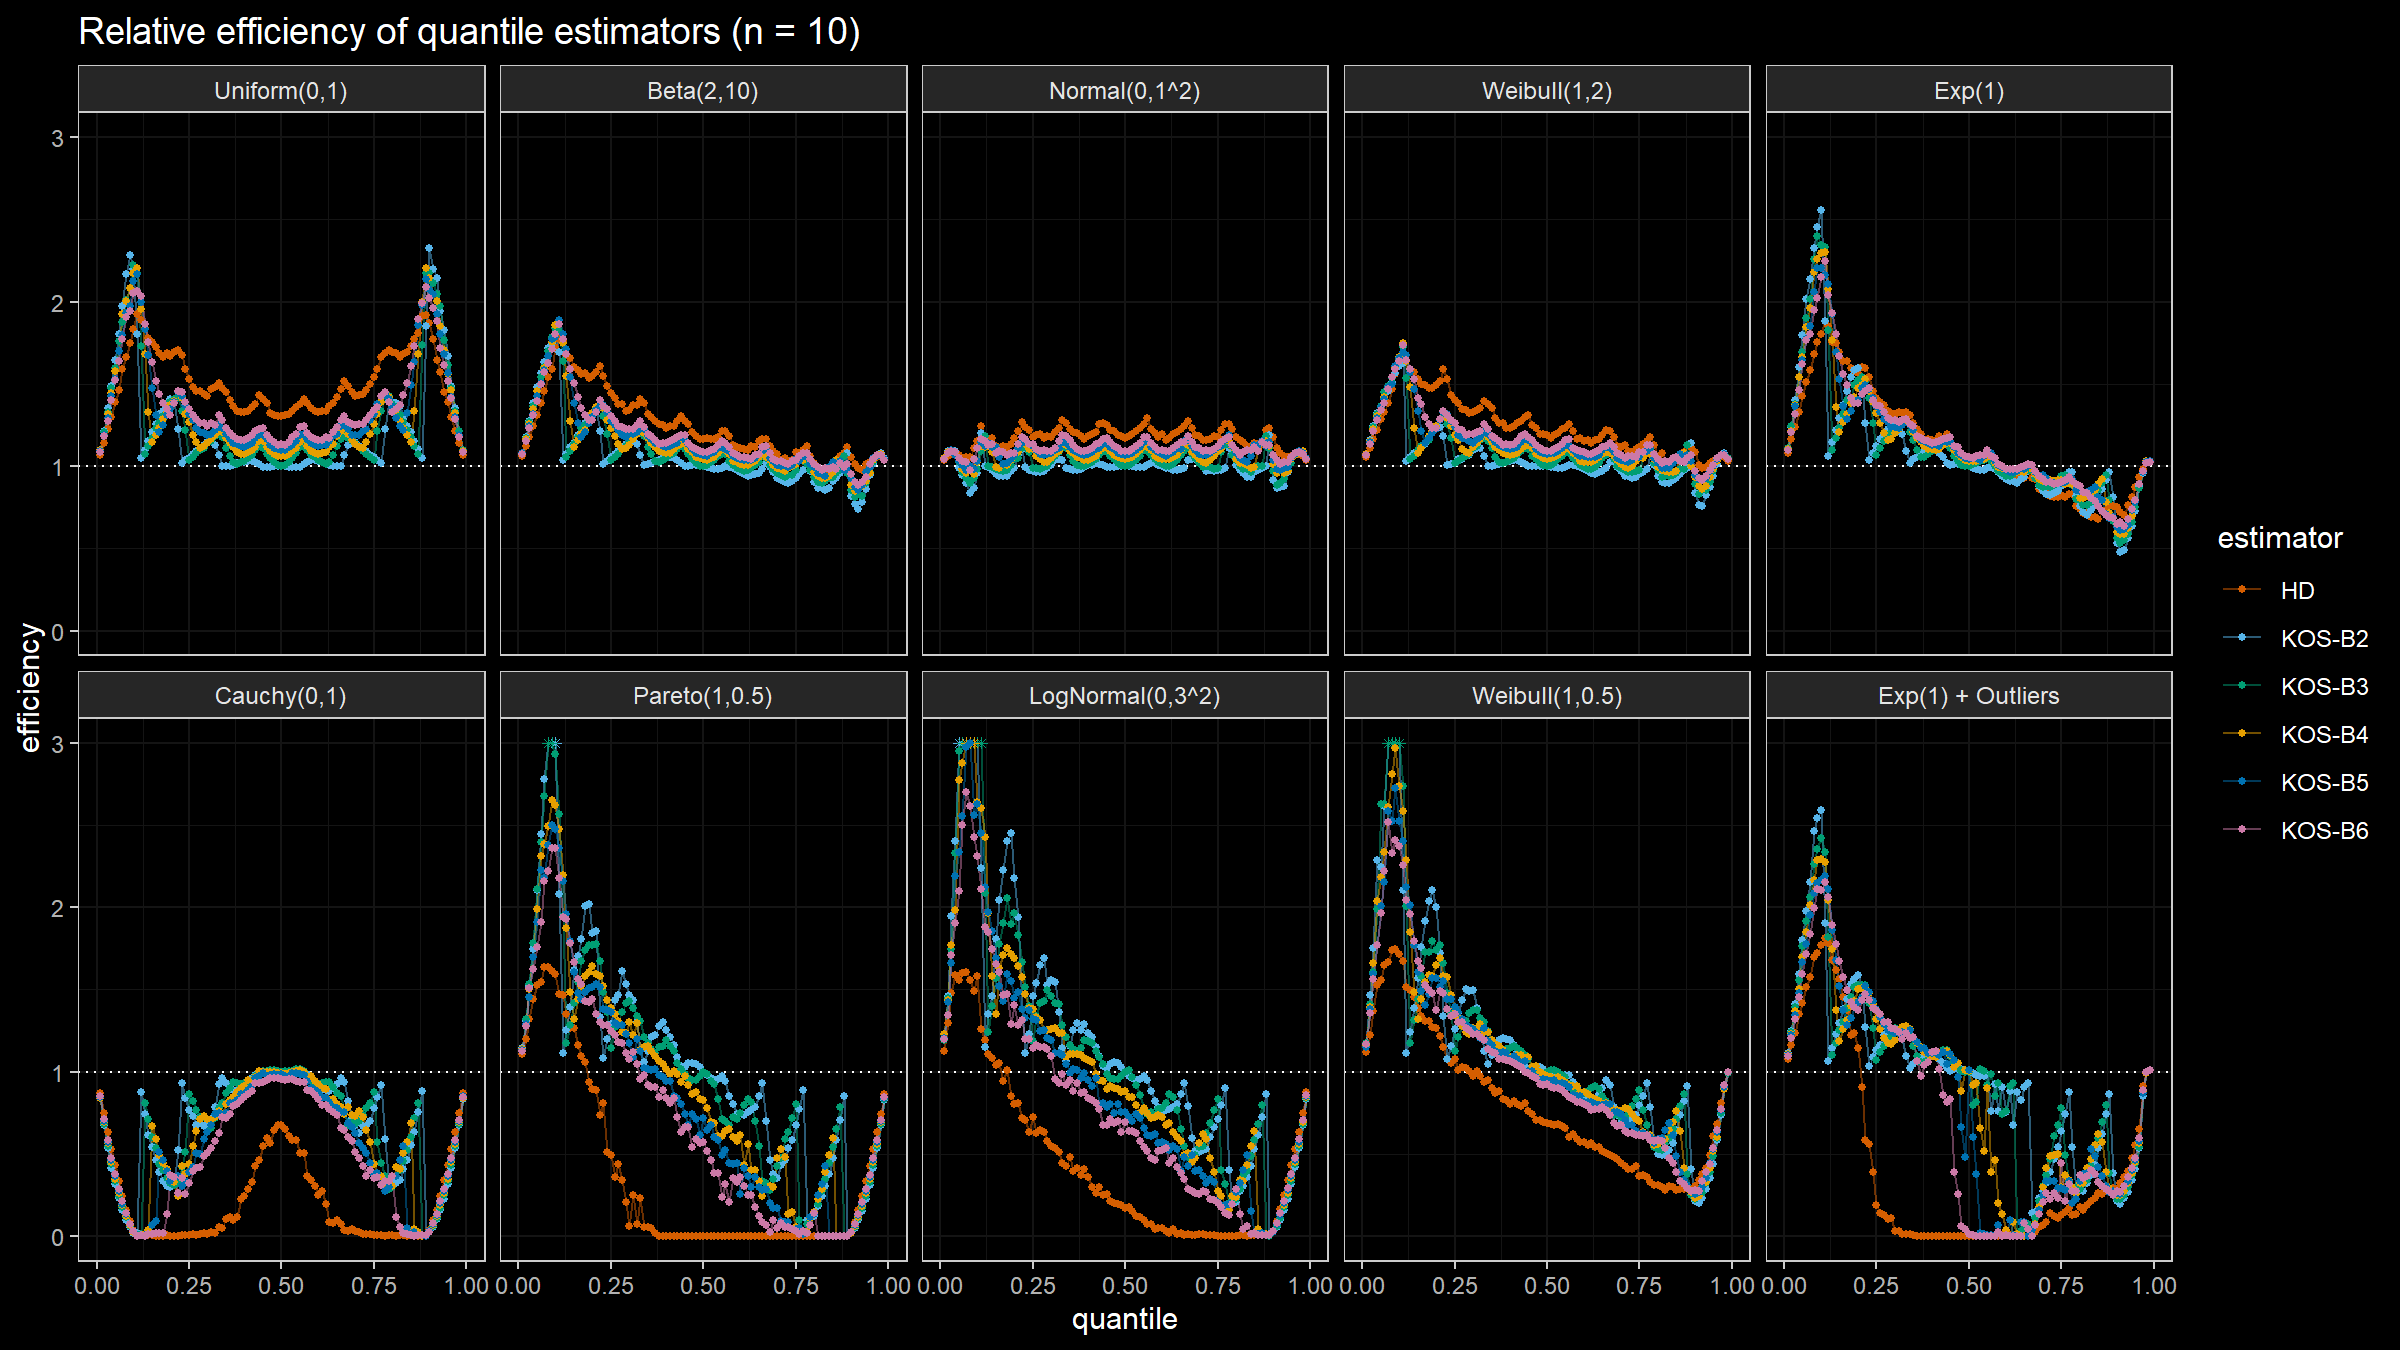 Relative efficiency of quantile estimators (n = 10)
Uniform(0,1)
Beta(2,10)
Normal(0,1^2)
Weibull(1,2)
Exp(1)
3
2
1
0
Cauchy(0,1)
Pareto(1,0.5)
LogNormal(0,3^2)
Weibull(1,0.5)
Exp(1) + Outliers
3
2
1
0
0.00 0.25 0.50 0.75 1.00
0.00 0.25 0.50 0.75 1.00
0.00 0.25 0.50 0.75 1.00
0.00 0.25 0.50 0.75 1.00
0.00 0.25 0.50 0.75 1.00
efficiency
quantile
estimator
HD
KOS-B2
KOS-B3
KOS-B4
KOS-B5
KOS-B6